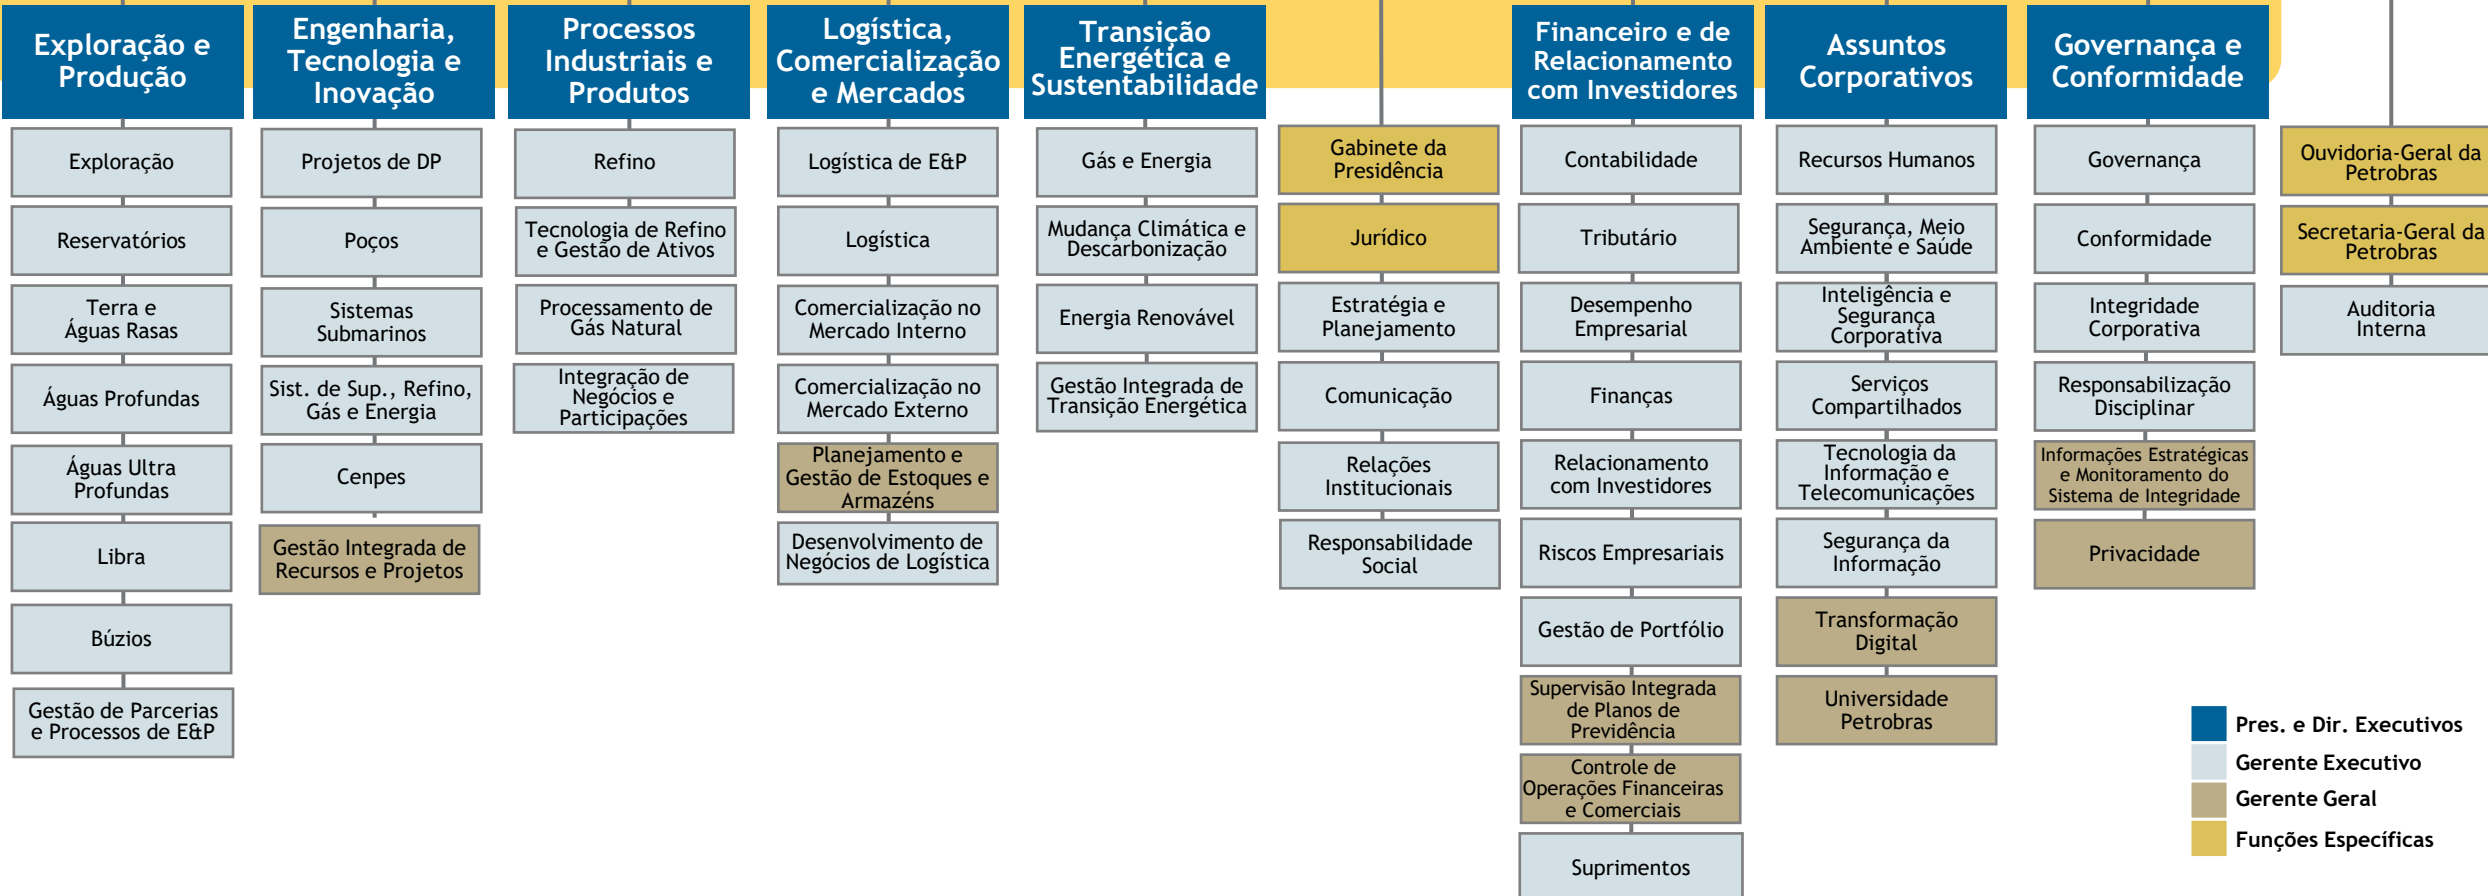 Exploração e
Produção
Exploração
Reservatórios
Terra e
Águas Rasas
Águas Profundas
Águas Ultra
Profundas
Libra
Búzios
Gestão de Parcerias
e Processos de E&P
Engenharia,
Tecnologia e
Inovação
Projetos de DP
Poços
Sistemas
Submarinos
Sist. de Sup., Refino,
Gás e Energia
Cenpes
Gestão Integrada de
Recursos e Projetos
Processos
Industriais e
Produtos
Refino
Tecnologia de Refino
e Gestão de Ativos
Processamento de
Gás Natural
Integração de
Negócios e
Participações
Logística,
Comercialização
e Mercados
Logística de E&P
Logística
Comercialização no
Mercado Interno
Comercialização no
Mercado Externo
Planejamento e
Gestão de Estoques e
Armazéns
Desenvolvimento de
Negócios de Logística
Transição
Energética e
Sustentabilidade
Gás e Energia
Mudança Climática e
Descarbonização
Energia Renovável
Gestão Integrada de
Transição Energética
Gabinete da
Presidência
Jurídico
Estratégia e
Planejamento
Comunicação
Relações
Institucionais
Responsabilidade
Social
Financeiro e de
Relacionamento
com Investidores
Contabilidade
Tributário
Desempenho
Empresarial
Finanças
Relacionamento
com Investidores
Riscos Empresariais
Gestão de Portfólio
Supervisão Integrada
de Planos de
Previdência
Controle de
Operações Financeiras
e Comerciais
Suprimentos
Assuntos
Corporativos
Recursos Humanos
Segurança, Meio
Ambiente e Saúde
Inteligência e
Segurança
Corporativa
Serviços
Compartilhados
Tecnologia da
Informação e
Telecomunicações
Segurança da
Informação
Transformação
Digital
Universidade
Petrobras
Governança e
Conformidade
Governança
Conformidade
Integridade
Corporativa
Responsabilização
Disciplinar
Informações Estratégicas
e Monitoramento do
Sistema de Integridade
Privacidade
Ouvidoria-Geral da
Petrobras
Secretaria-Geral da
Petrobras
Auditoria
Interna
Pres. e Dir. Executivos
Gerente Executivo
Gerente Geral
Funções Específicas